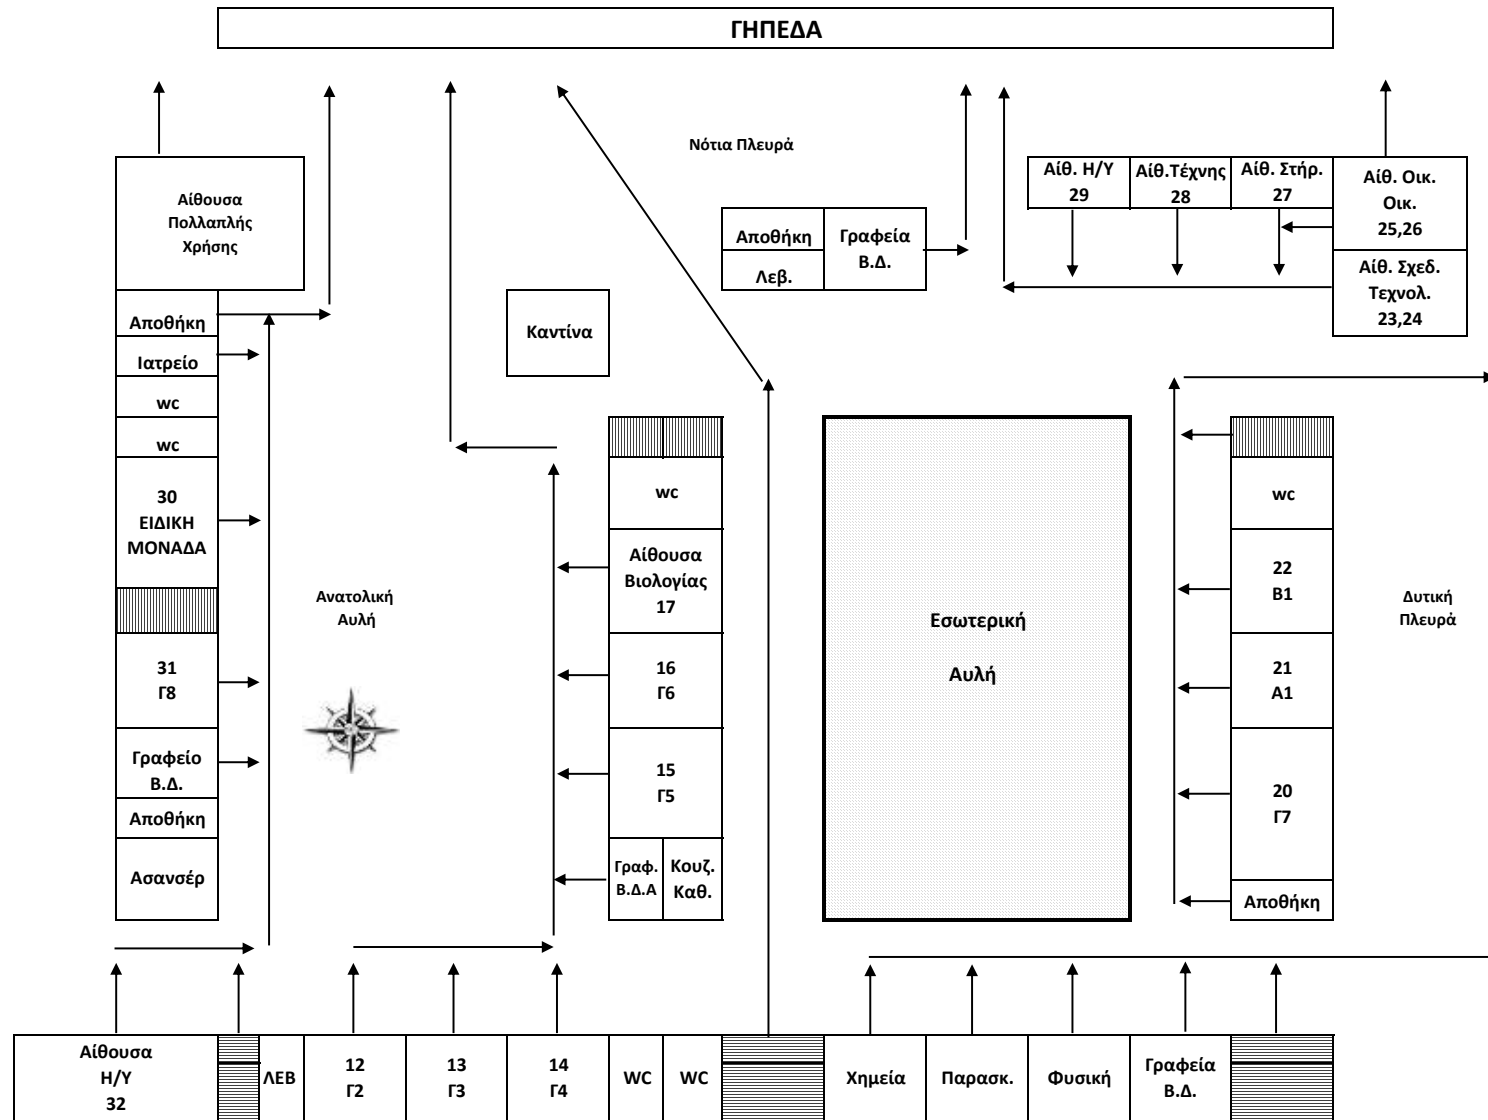 ΓΗΠΕΔΑ
Νότια Πλευρά
Αίθουσα
Πολλαπλής
Χρήσης
Αποθήκη
Λεβ.
Γραφεία
Β.Δ.
Αίθ. Η/Υ
29
Αίθ.Τέχνης
28
Αίθ. Στήρ.
27
Αίθ. Οικ.
Οικ.
25,26
Αίθ. Σχεδ.
Τεχνολ.
23,24
Αποθήκη
Ιατρείο
wc
wc
30
ΕΙΔΙΚΗ
ΜΟΝΑΔΑ
31
Γ8
Γραφείο
Β.Δ.
Αποθήκη
Ασανσέρ
Ανατολική
Αυλή
Καντίνα
wc
Αίθουσα
Βιολογίας
17
16
Γ6
15
Γ5
Γραφ.
Β.Δ.Α
Κουζ.
Καθ.
Εσωτερική
Αυλή
wc
22
Β1
21
Α1
20
Γ7
Αποθήκη
Δυτική
Πλευρά
Αίθουσα
Η/Υ
32
ΛΕΒ
12
Γ2
13
Γ3
14
Γ4
WC
WC
Χημεία
Παρασκ.
Φυσική
Γραφεία
Β.Δ.